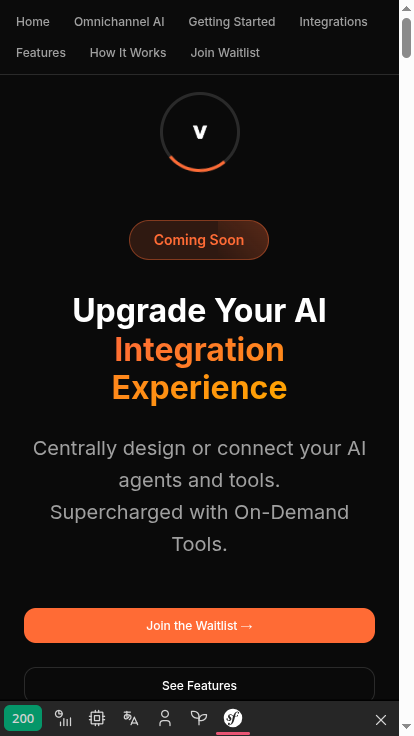 Home Omnichannel AI Getting Started Integrations
Features How It Works Join Waitlist
v
Coming Soon
Upgrade Your AI
Integration
Experience
Centrally design or connect your AI
agents and tools.
Supercharged with On-Demand
Tools.
Join the Waitlist →
See Features
200
sf